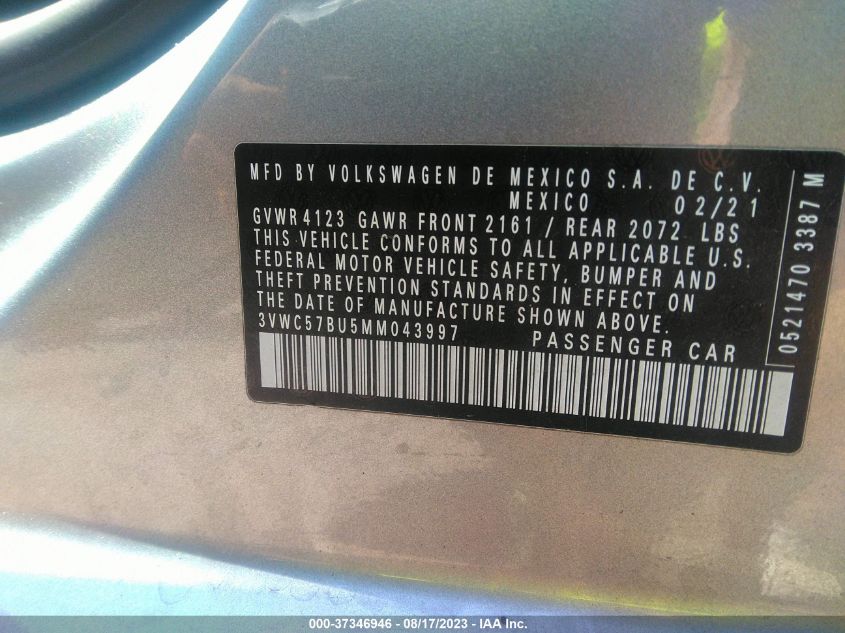 MFD BY VOLKSWAGEN DE MEXICO S.A. DE C.V.
MEXICO 02/21
GVWR 4123 GAWR FRONT 2161 / REAR 2072 LBS
THIS VEHICLE CONFORMS TO ALL APPLICABLE U.S.
FEDERAL MOTOR VEHICLE SAFETY, BUMPER AND
THEFT PREVENTION STANDARDS IN EFFECT ON
THE DATE OF MANUFACTURE SHOWN ABOVE.
3VWC57BU5MM043997 PASSENGER CAR
0521470 3387 M
000-37346946 - 08/17/2023 - IAA Inc.